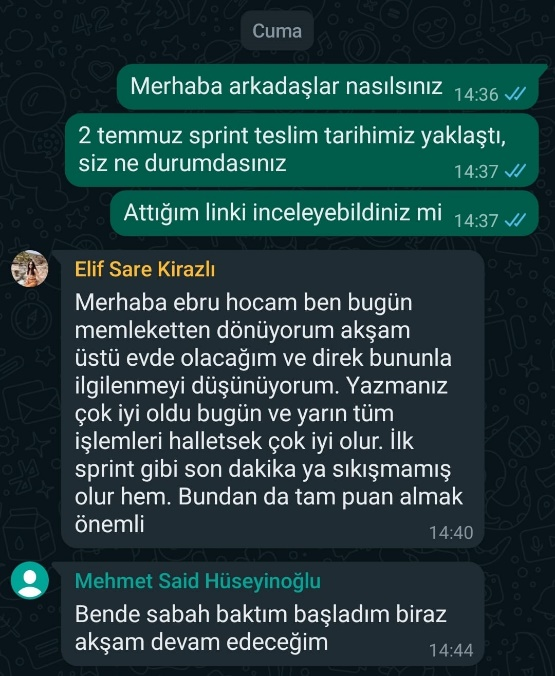 Cuma
Merhaba arkadaşlar nasılsınız 14:36
2 temmuz sprint teslim tarihimiz yaklaştı,
siz ne durumdasınız 14:37
Attığım linki inceleyebildiniz mi 14:37
Elif Sare Kirazlı
Merhaba ebru hocam ben bugün
memleketten dönüyorum akşam
üstü evde olacağım ve direk bununla
ilgilenmeyi düşünüyorum. Yazmanız
çok iyi oldu bugün ve yarın tüm
işlemleri halletsek çok iyi olur. İlk
sprint gibi son dakika ya sıkışmamış
olur hem. Bundan da tam puan almak
önemli 14:40
Mehmet Said Hüseyinoğlu
Bende sabah baktım başladım biraz
akşam devam edeceğim 14:44